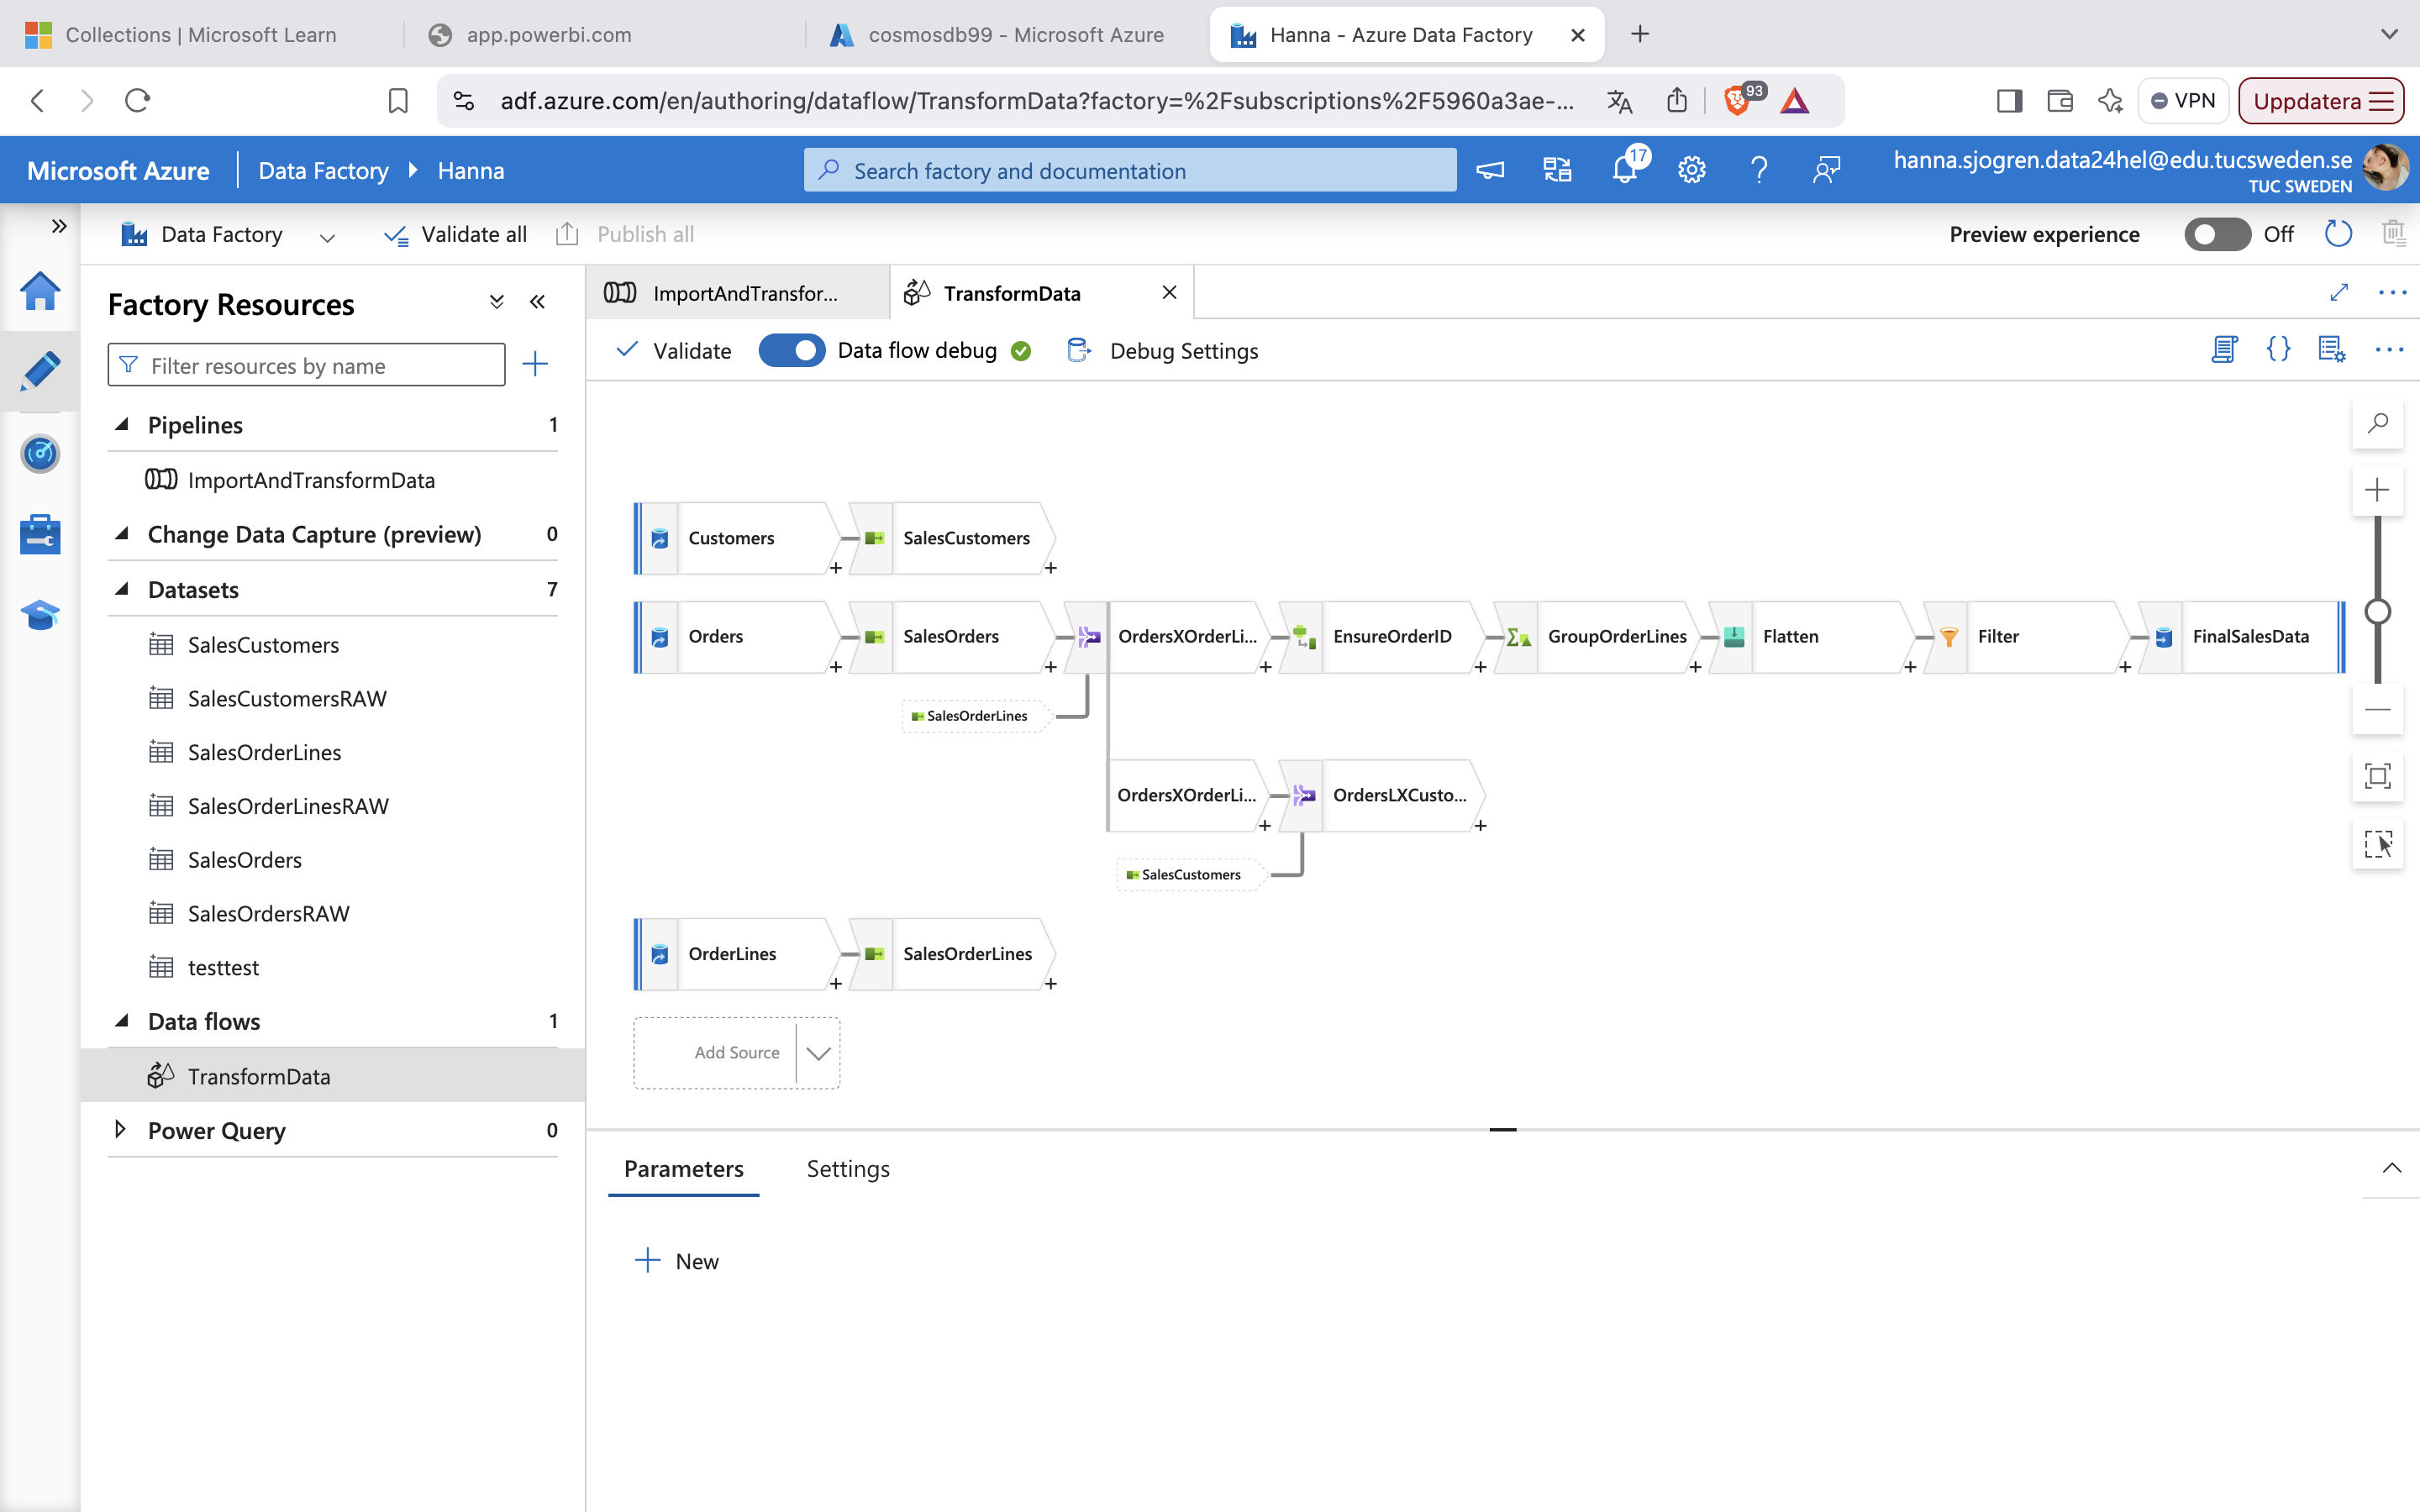 Collections | Microsoft Learn
app.powerbi.com
cosmosdb99 - Microsoft Azure
Hanna - Azure Data Factory
adf.azure.com/en/authoring/dataflow/TransformData?factory=%2Fsubscriptions%2F5960a3ae-...
93
VPN
Uppdatera
Microsoft Azure
Data Factory
Hanna
Search factory and documentation
17
hanna.sjogren.data24hel@edu.tucsweden.se
TUC SWEDEN
Data Factory
Validate all
Publish all
Preview experience
Off
Factory Resources
Filter resources by name
Pipelines 1
ImportAndTransformData
Change Data Capture (preview) 0
Datasets 7
SalesCustomers
SalesCustomersRAW
SalesOrderLines
SalesOrderLinesRAW
SalesOrders
SalesOrdersRAW
testtest
Data flows 1
TransformData
Power Query 0
ImportAndTransfor...
TransformData
Validate
Data flow debug
Debug Settings
Customers
SalesCustomers
Orders
SalesOrders
OrdersXOrderLi...
EnsureOrderID
GroupOrderLines
Flatten
Filter
FinalSalesData
SalesOrderLines
OrdersXOrderLi...
OrdersLXCusto...
SalesCustomers
OrderLines
SalesOrderLines
Add Source
Parameters
Settings
New